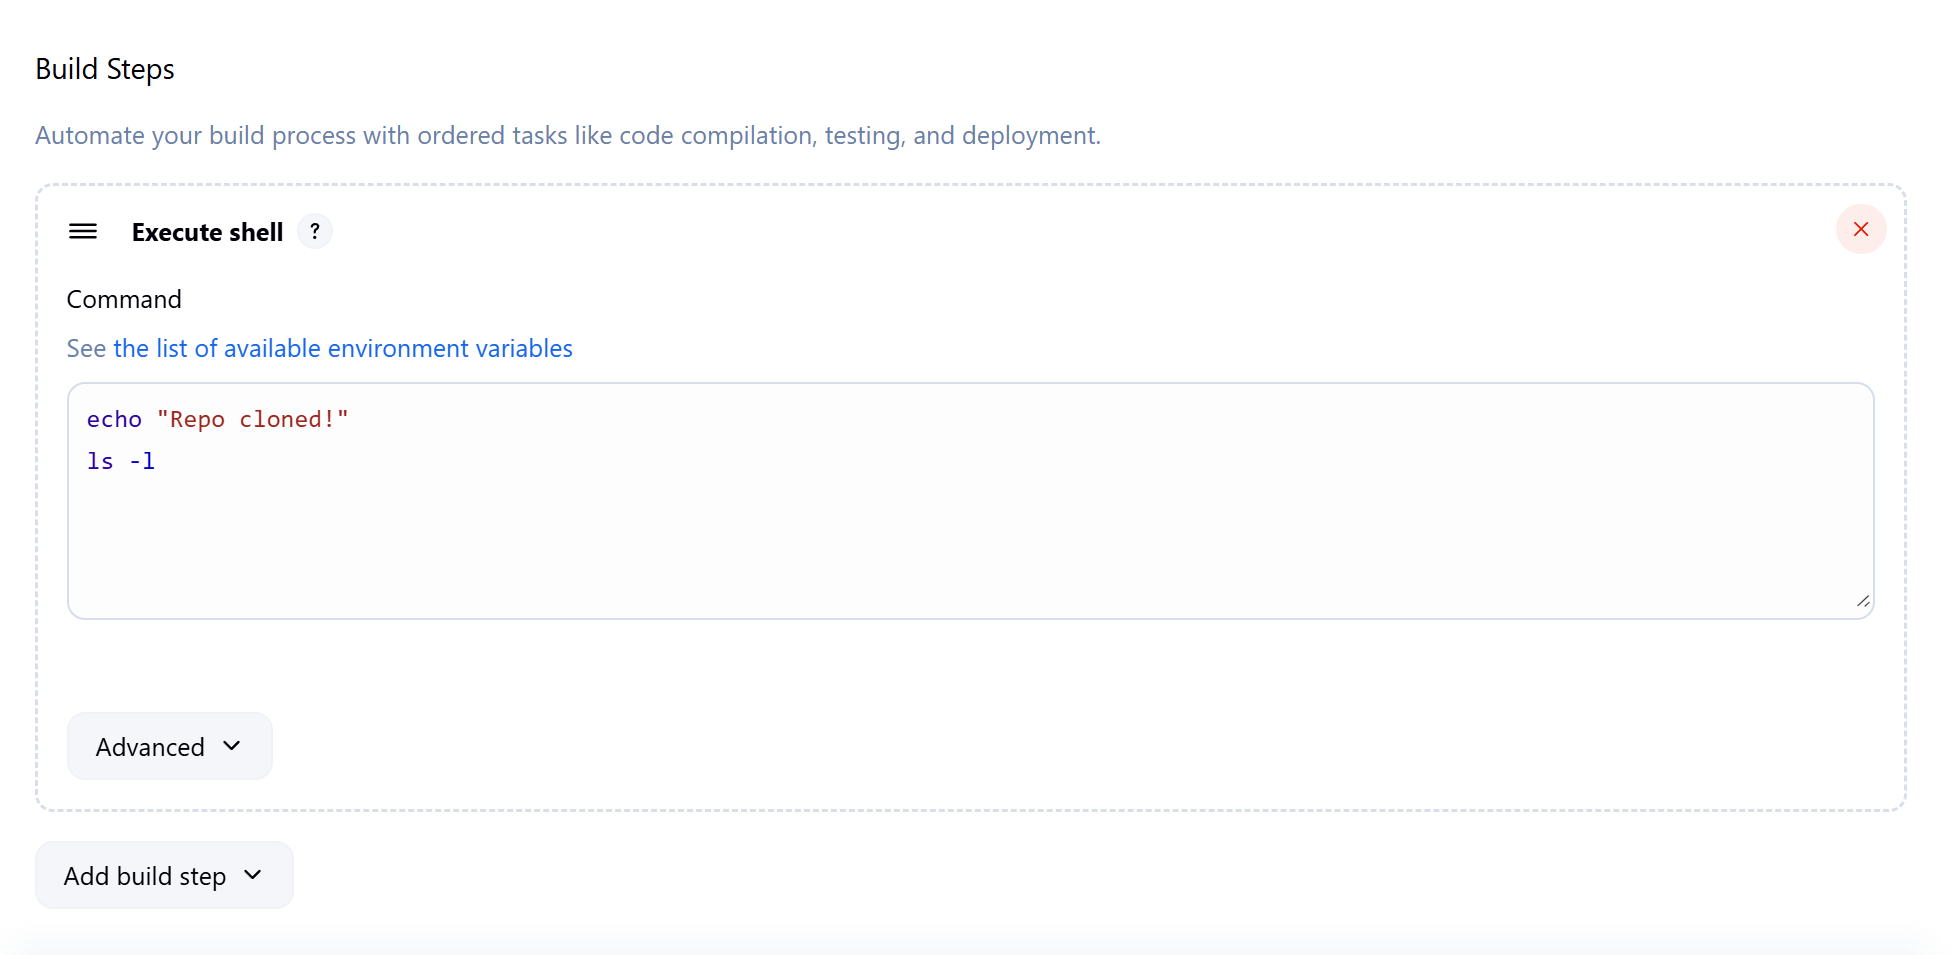 Build Steps
Automate your build process with ordered tasks like code compilation, testing, and deployment.
Execute shell ?
Command
See the list of available environment variables
echo "Repo cloned!"
ls -l
Advanced
Add build step